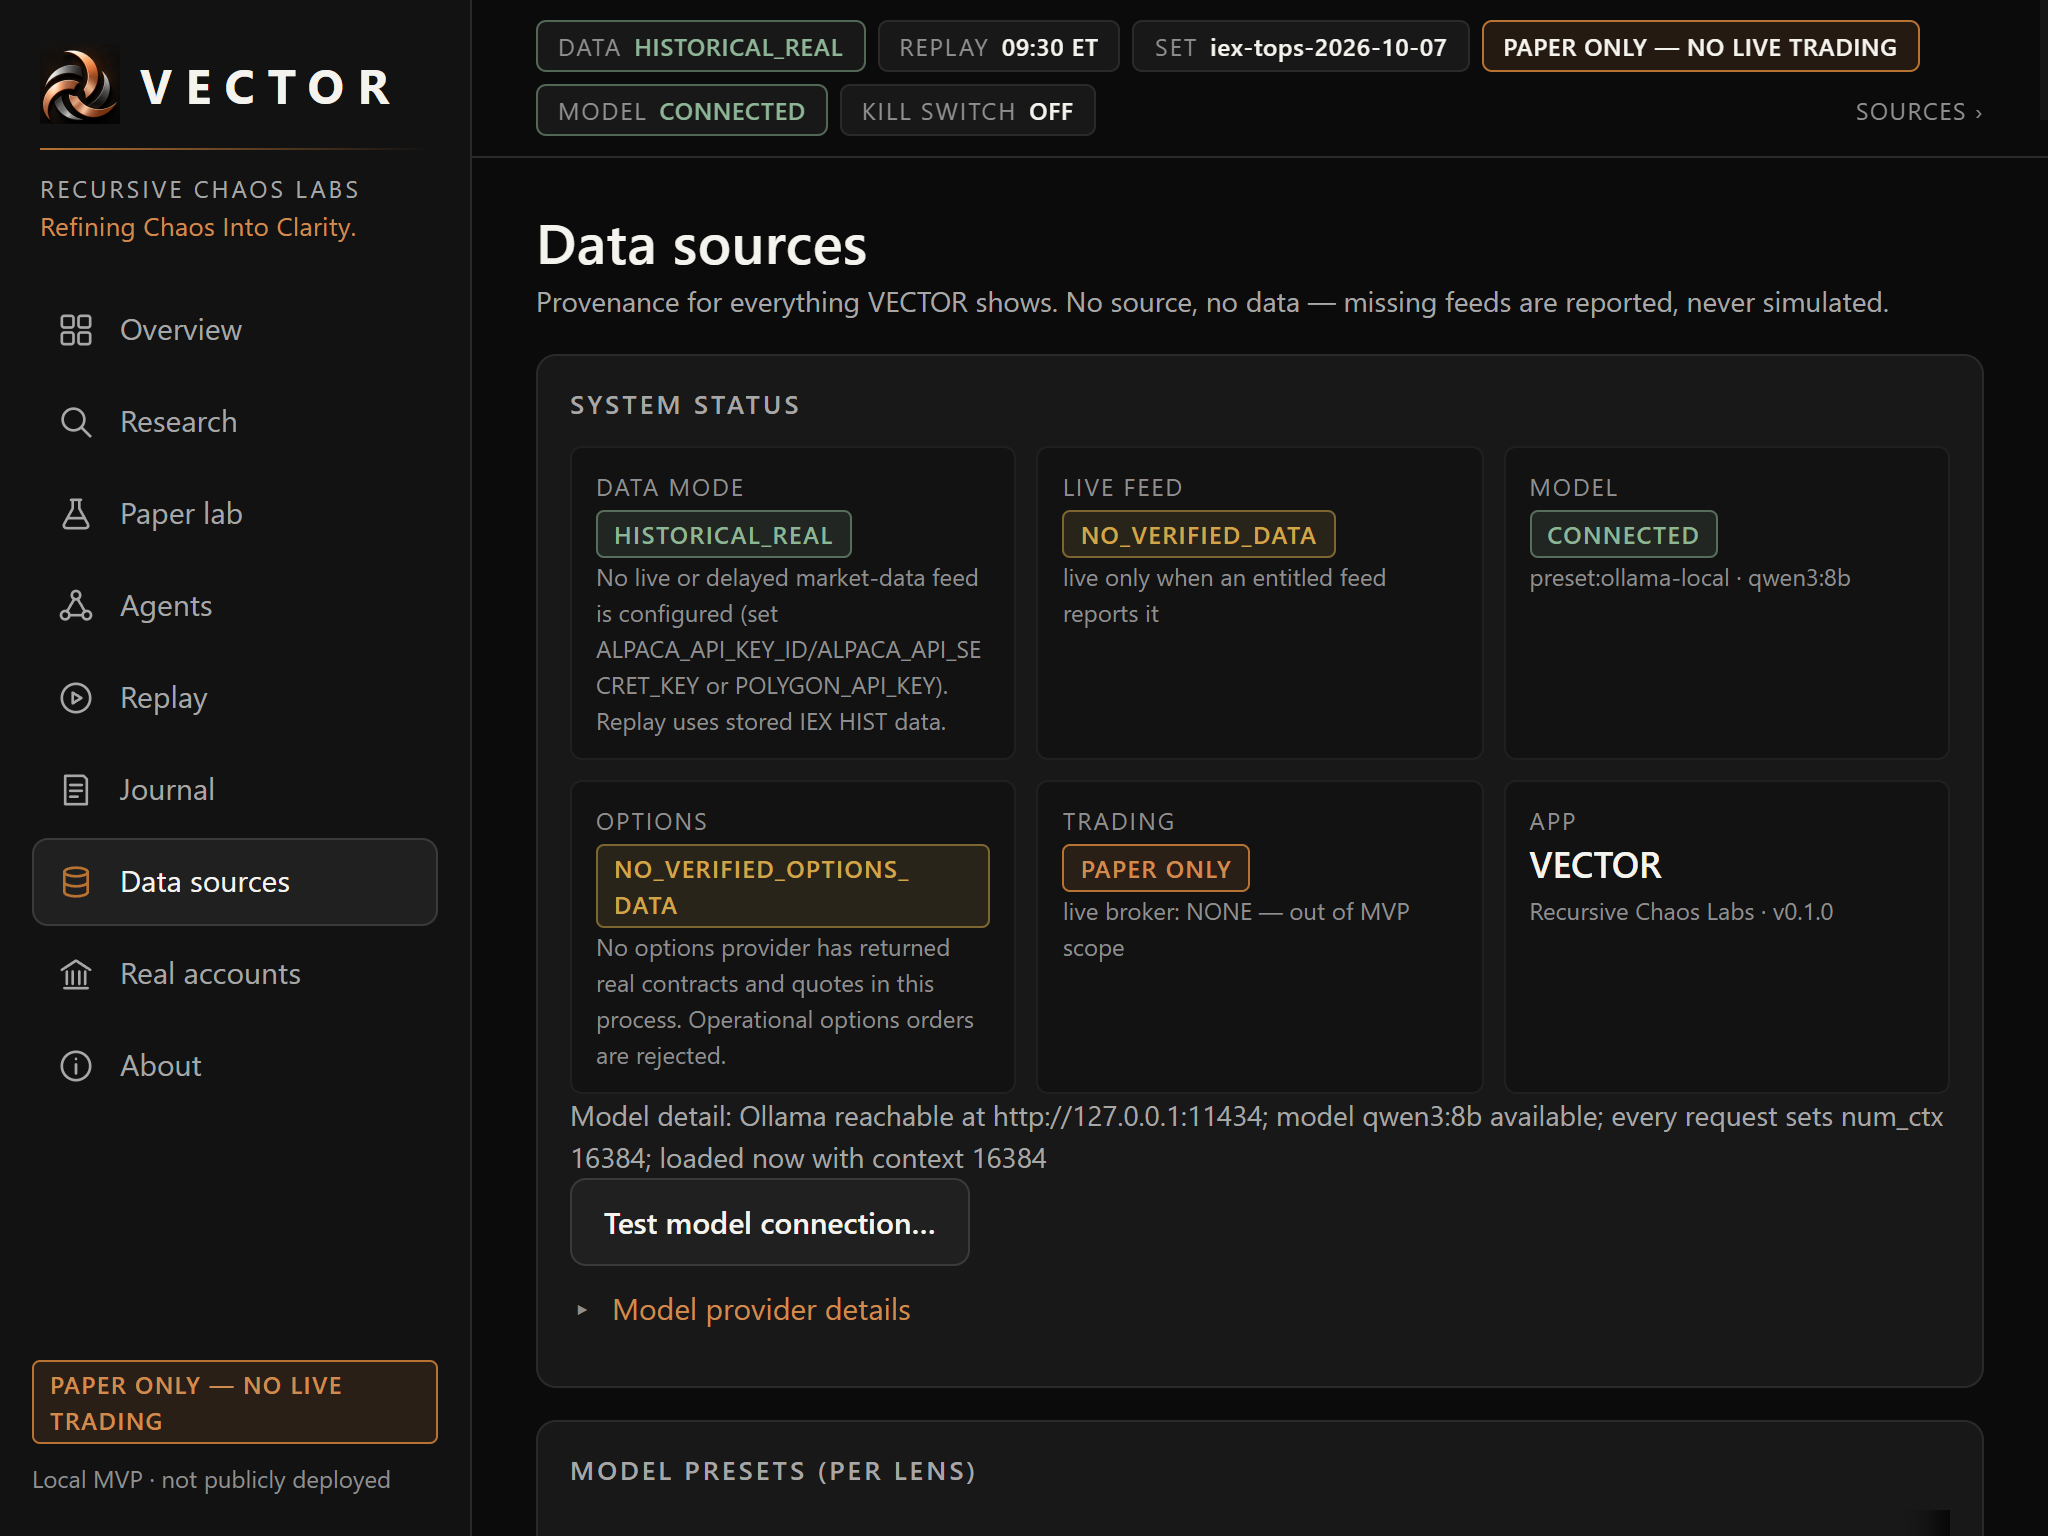 VECTOR
RECURSIVE CHAOS LABS
Refining Chaos Into Clarity.
Overview
Research
Paper lab
Agents
Replay
Journal
Data sources
Real accounts
About
PAPER ONLY — NO LIVE
TRADING
Local MVP · not publicly deployed
DATA HISTORICAL_REAL
REPLAY 09:30 ET
SET iex-tops-2026-10-07
PAPER ONLY — NO LIVE TRADING
MODEL CONNECTED
KILL SWITCH OFF
SOURCES ›
Data sources
Provenance for everything VECTOR shows. No source, no data — missing feeds are reported, never simulated.
SYSTEM STATUS
DATA MODE
HISTORICAL_REAL
No live or delayed market-data feed
is configured (set
ALPACA_API_KEY_ID/ALPACA_API_SE
CRET_KEY or POLYGON_API_KEY).
Replay uses stored IEX HIST data.
LIVE FEED
NO_VERIFIED_DATA
live only when an entitled feed
reports it
MODEL
CONNECTED
preset:ollama-local · qwen3:8b
OPTIONS
NO_VERIFIED_OPTIONS_
DATA
No options provider has returned
real contracts and quotes in this
process. Operational options orders
are rejected.
TRADING
PAPER ONLY
live broker: NONE — out of MVP
scope
APP
VECTOR
Recursive Chaos Labs · v0.1.0
Model detail: Ollama reachable at http://127.0.0.1:11434; model qwen3:8b available; every request sets num_ctx
16384; loaded now with context 16384
Test model connection...
Model provider details
MODEL PRESETS (PER LENS)